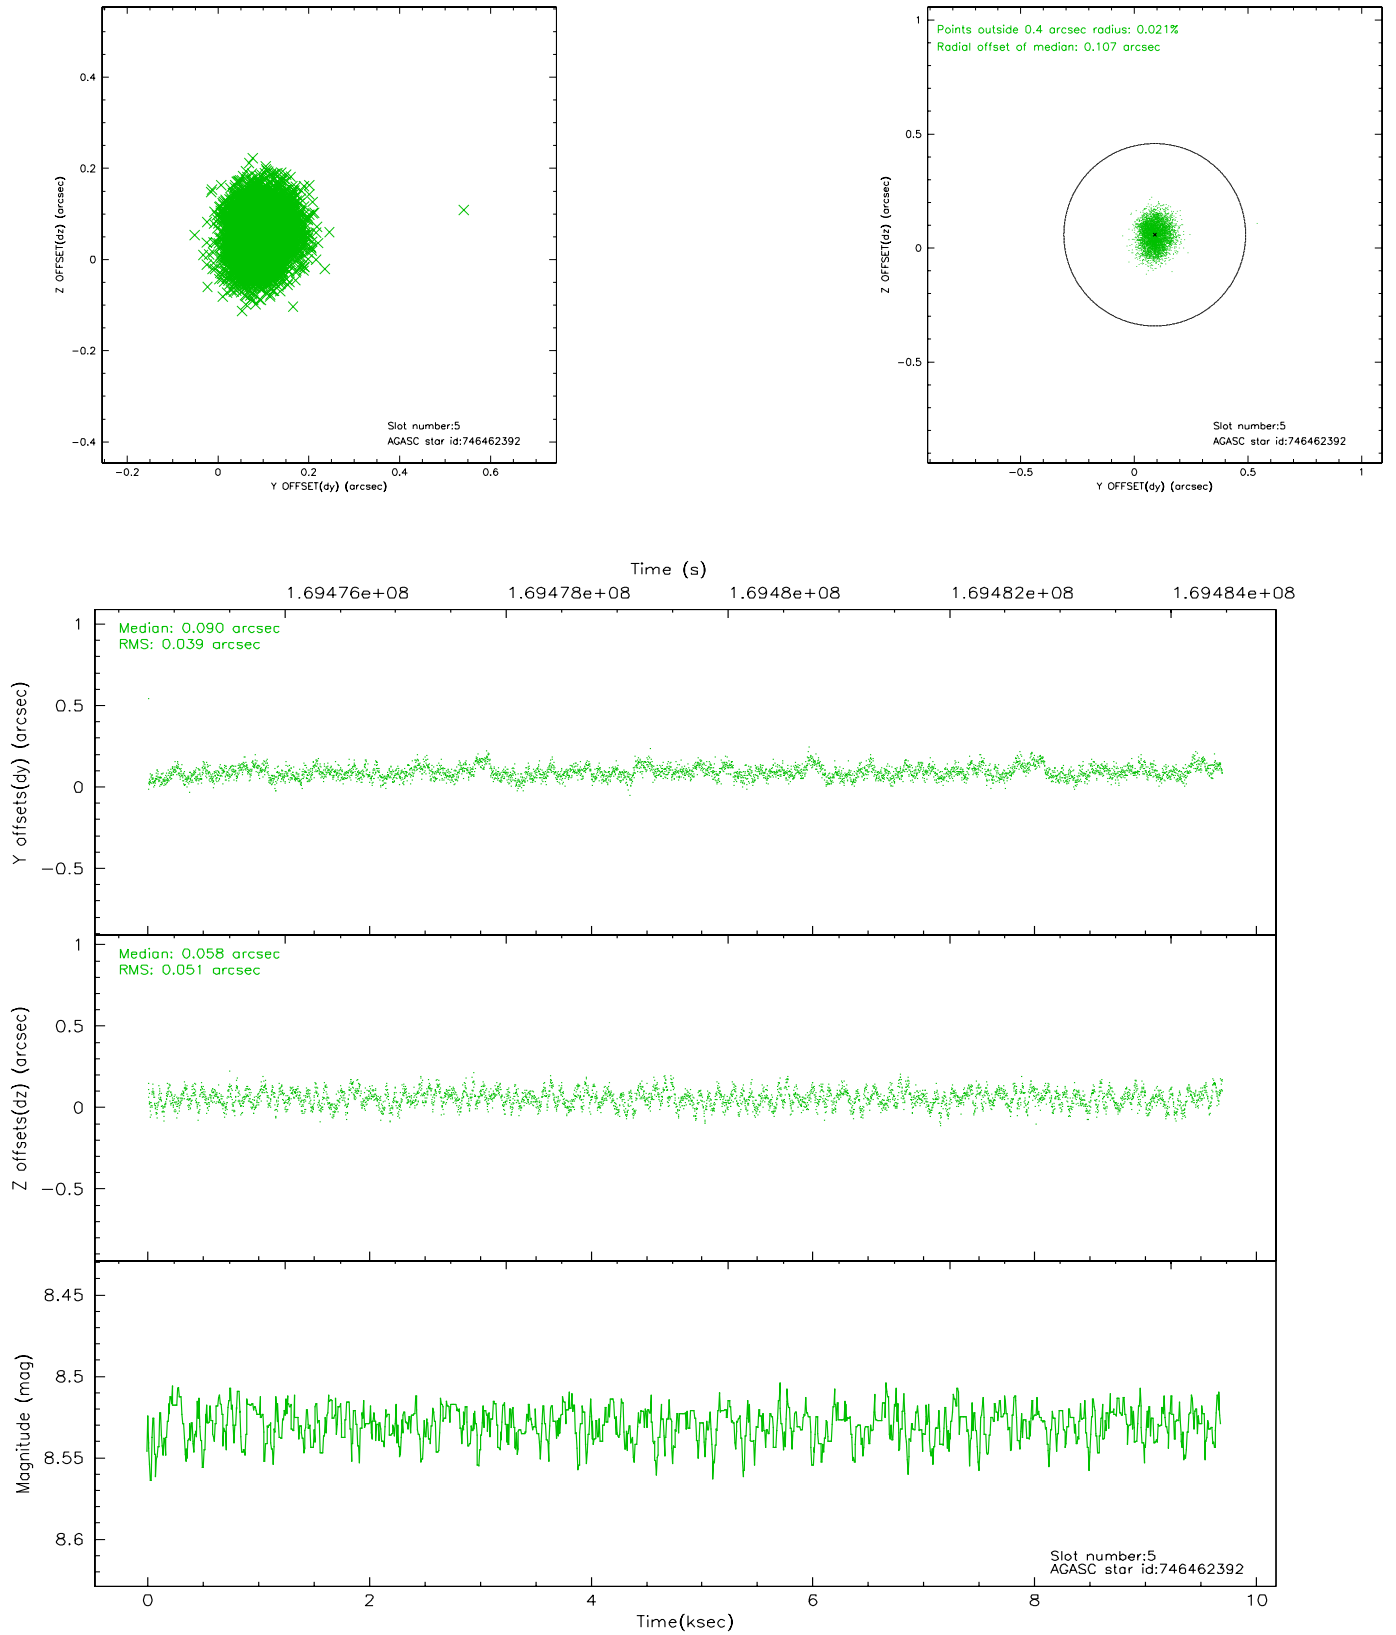 0.4
0.2
0
−0.2
−0.4
Z OFFSET(dz) (arcsec)
−0.2 0 0.2 0.4 0.6
Y OFFSET(dy) (arcsec)
Slot number:5
AGASC star id:746462392
Points outside 0.4 arcsec radius: 0.021%
Radial offset of median: 0.107 arcsec
1
0.5
0
−0.5
Z OFFSET(dz) (arcsec)
−0.5 0 0.5 1
Y OFFSET(dy) (arcsec)
Slot number:5
AGASC star id:746462392
Time (s)
1.69476e+08 1.69478e+08 1.6948e+08 1.69482e+08 1.69484e+08
Median: 0.090 arcsec
RMS: 0.039 arcsec
1
0.5
0
−0.5
Y offsets(dy) (arcsec)
Median: 0.058 arcsec
RMS: 0.051 arcsec
1
0.5
0
−0.5
Z offsets(dz) (arcsec)
8.45
8.5
8.55
8.6
Magnitude (mag)
Slot number:5
AGASC star id:746462392
0 2 4 6 8 10
Time(ksec)